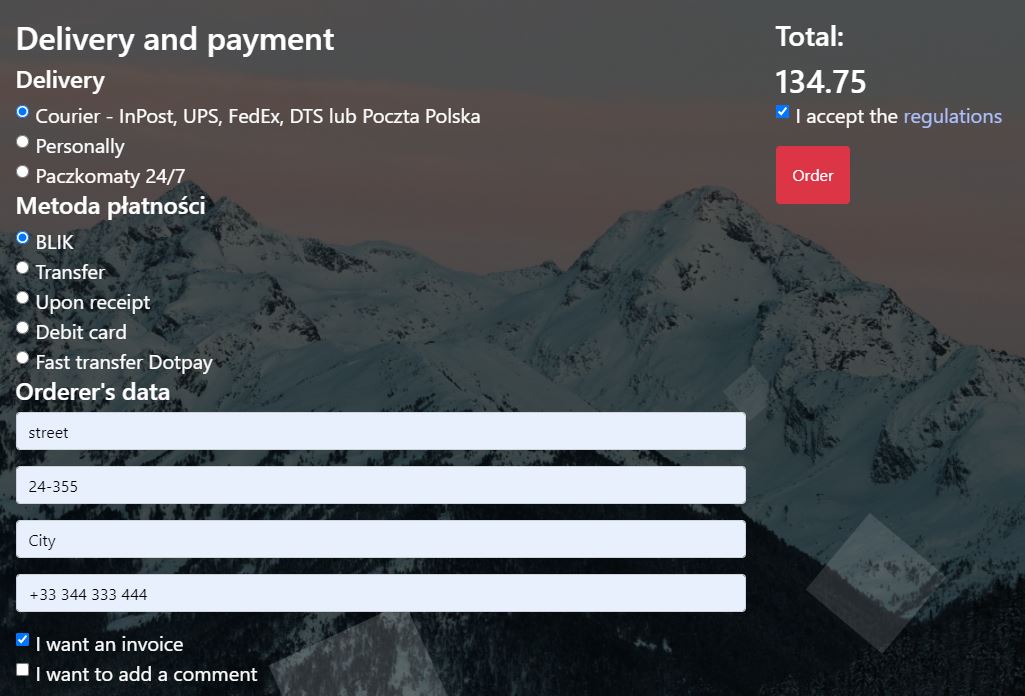 Delivery and payment
Delivery
Courier - InPost, UPS, FedEx, DTS lub Poczta Polska
Personally
Paczkomaty 24/7
Metoda płatności
BLIK
Transfer
Upon receipt
Debit card
Fast transfer Dotpay
Orderer's data
street
24-355
City
+33 344 333 444
I want an invoice
I want to add a comment
Total:
134.75
I accept the regulations
Order